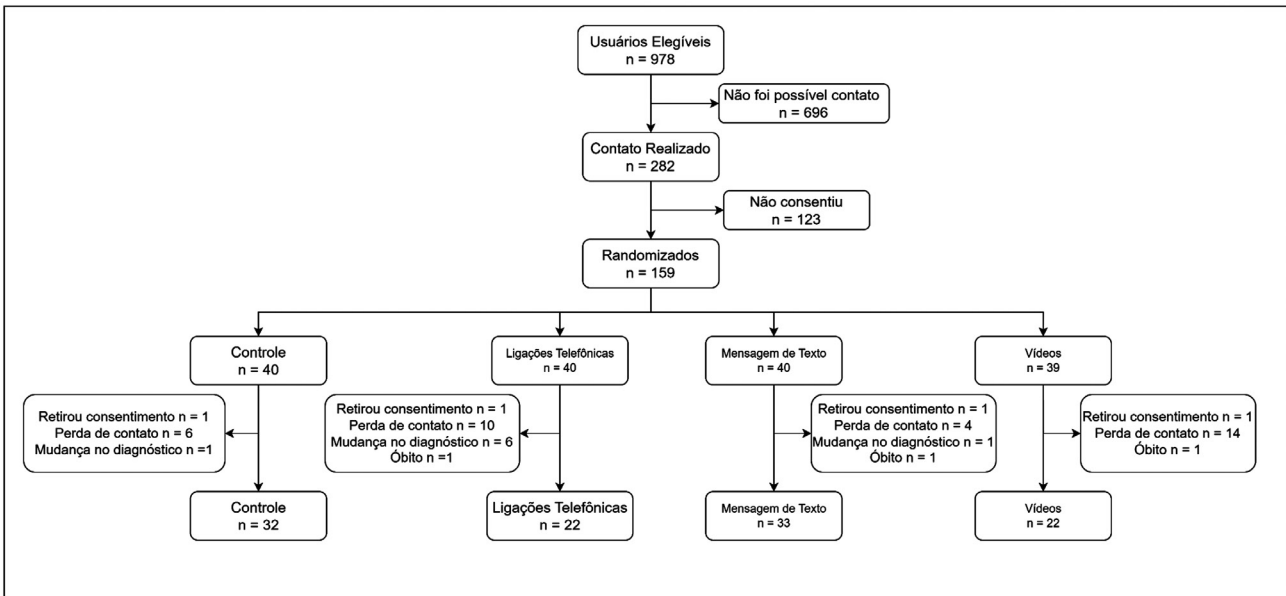 Usuários Elegíveis
n = 978
Não foi possível contato
n = 696
Contato Realizado
n = 282
Não consentiu
n = 123
Randomizados
n = 159
Controle
n = 40
Ligações Telefônicas
n = 40
Mensagem de Texto
n = 40
Vídeos
n = 39
Retirou consentimento n = 1
Perda de contato n = 6
Mudança no diagnóstico n =1
Retirou consentimento n = 1
Perda de contato n = 10
Mudança no diagnóstico n = 6
Óbito n =1
Retirou consentimento n = 1
Perda de contato n = 4
Mudança no diagnóstico n = 1
Óbito n = 1
Retirou consentimento n = 1
Perda de contato n = 14
Óbito n = 1
Controle
n = 32
Ligações Telefônicas
n = 22
Mensagem de Texto
n = 33
Vídeos
n = 22